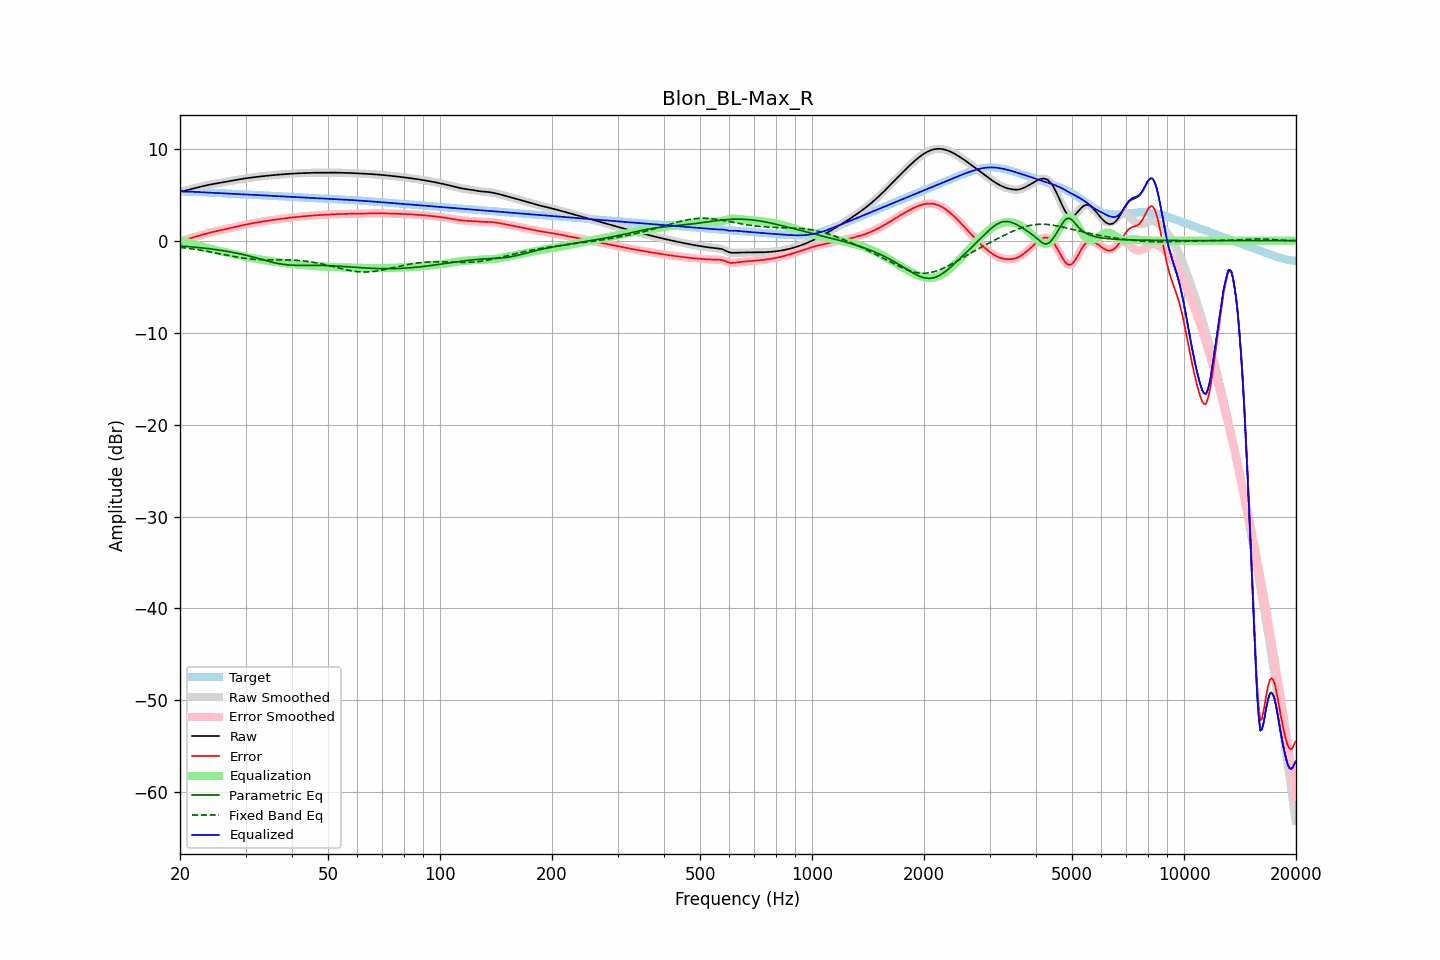 Blon_BL-Max_R
Amplitude (dBr)
10
0
−10
−20
−30
−40
−50
−60
Target
Raw Smoothed
Error Smoothed
Raw
Error
Equalization
Parametric Eq
Fixed Band Eq
Equalized
20 50 100 200 500 1000 2000 5000 10000 20000
Frequency (Hz)